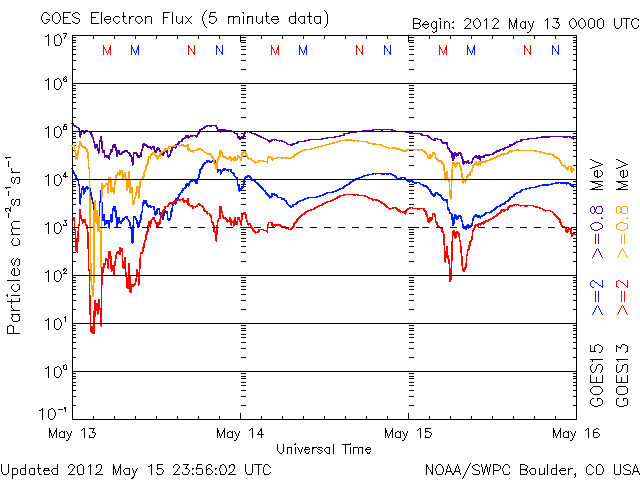 GOES Electron Flux (5 minute data)
Begin: 2012 May 13 0000 UTC
M M N N M M N N M M N N
10⁷
10⁶
10⁵
10⁴
10³
10²
10¹
10⁰
10⁻¹
Particles cm⁻²s⁻¹sr⁻¹
May 13 May 14 May 15 May 16
Universal Time
GOES15 >=2 >=0.8 MeV
GOES13 >=2 >=0.8 MeV
Updated 2012 May 15 23:56:02 UTC
NOAA/SWPC Boulder, CO USA